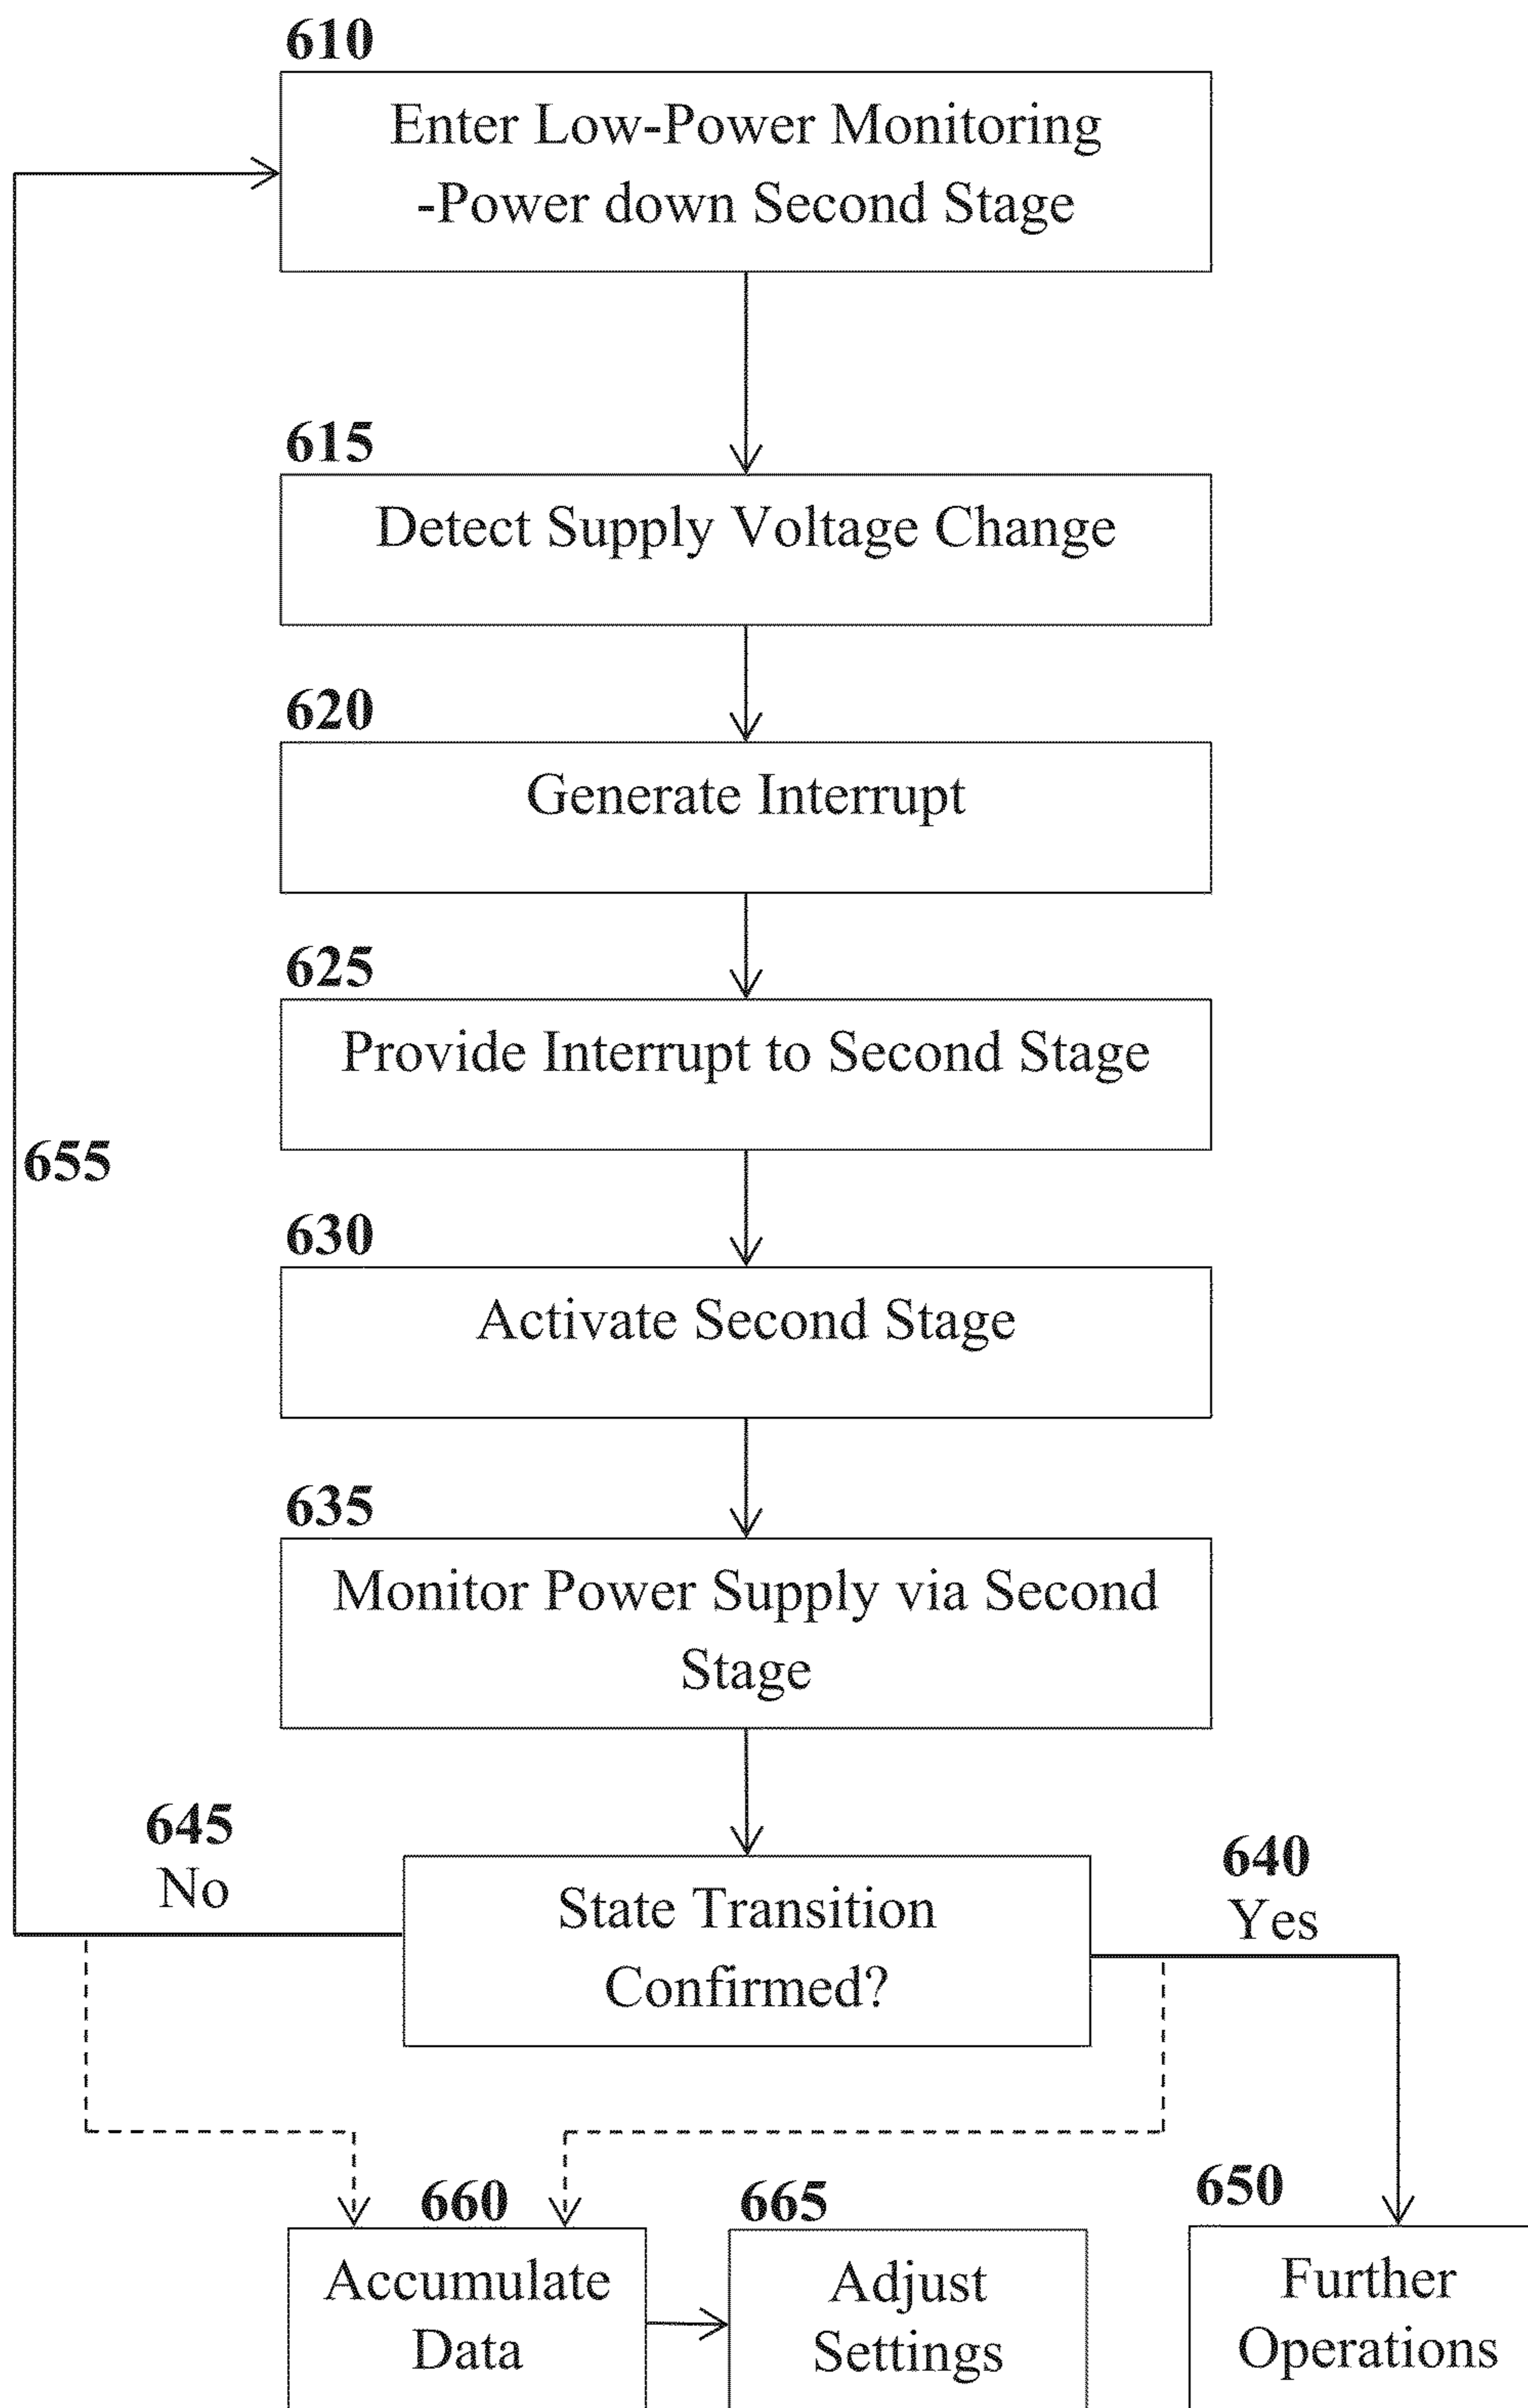 610
Enter Low-Power Monitoring
-Power down Second Stage
615
Detect Supply Voltage Change
620
Generate Interrupt
625
Provide Interrupt to Second Stage
655
630
Activate Second Stage
635
Monitor Power Supply via Second
Stage
645
No
640
Yes
State Transition
Confirmed?
660
Accumulate
Data
665
Adjust
Settings
650
Further
Operations